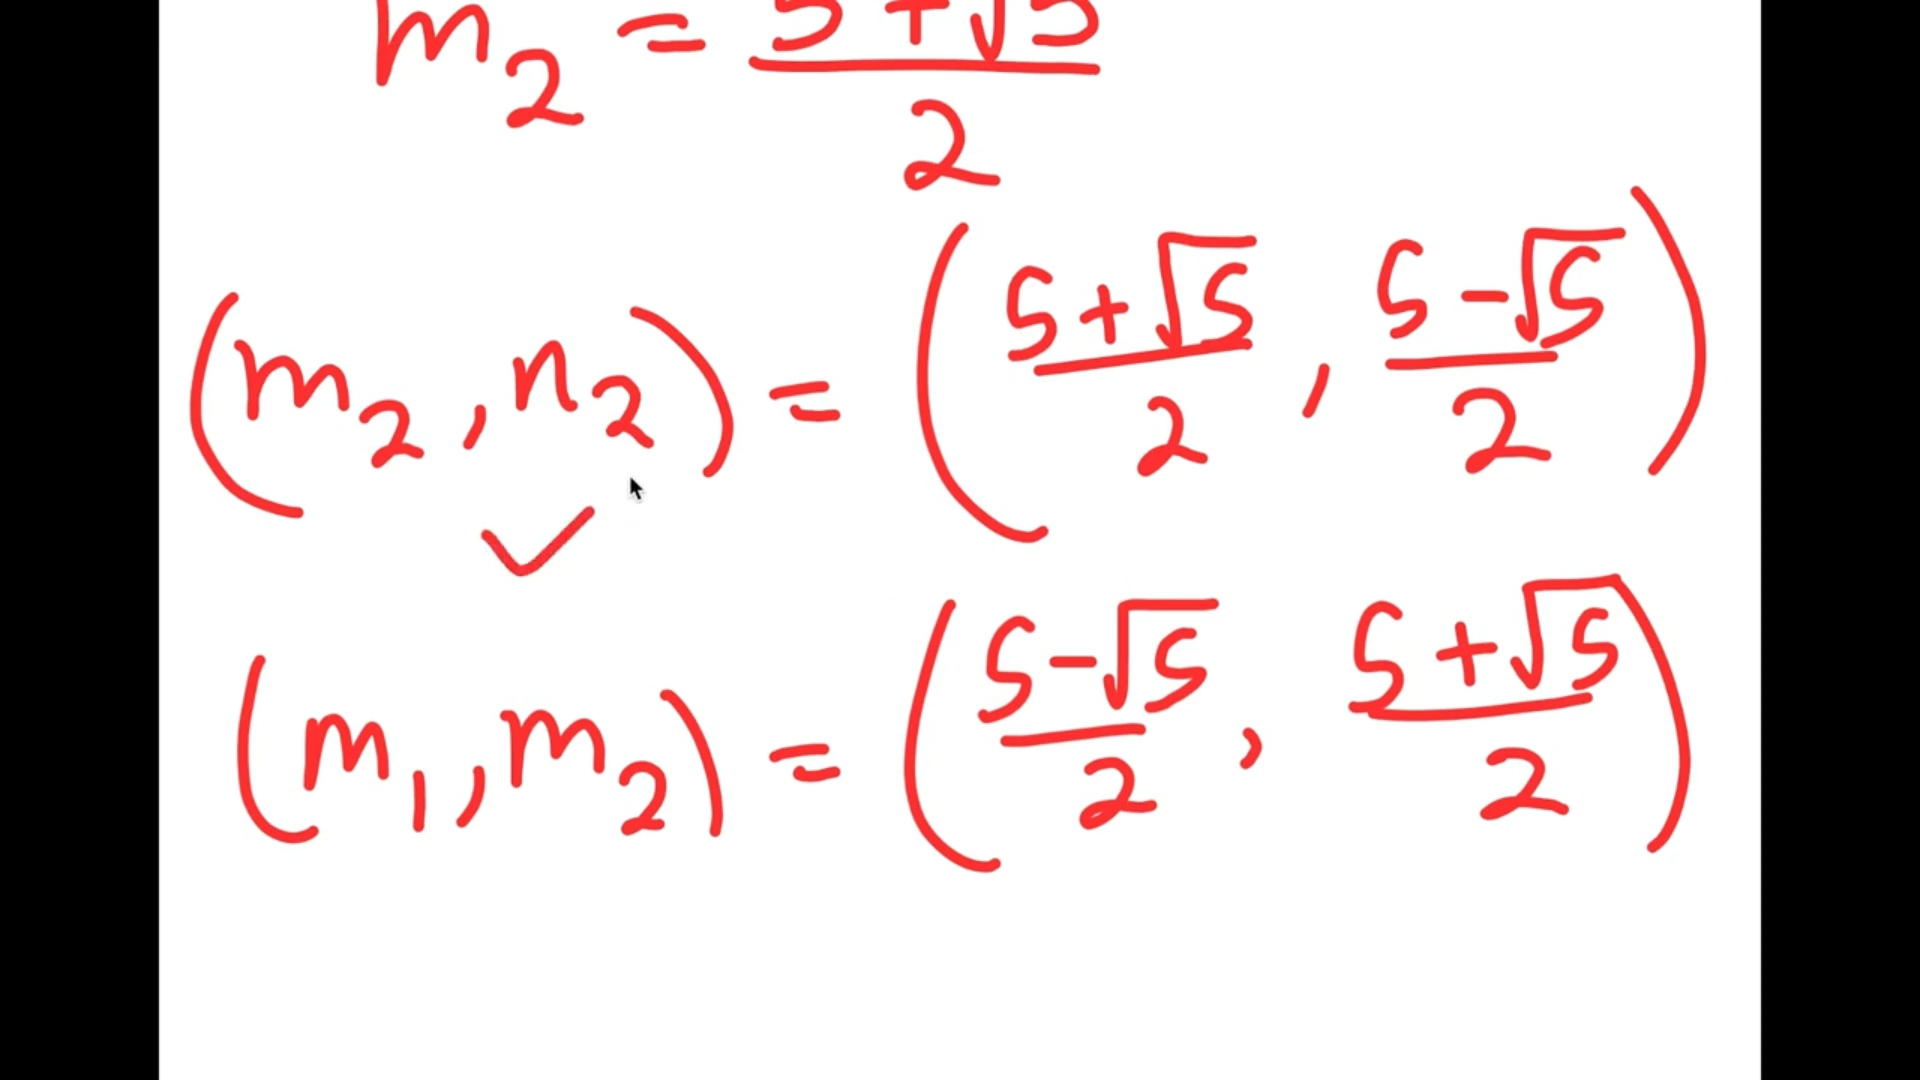 m₂ = (5 + √5)/2
(m₂, n₂) = ((5 + √5)/2, (5 - √5)/2)
✓
(m₁, m₂) = ((5 - √5)/2, (5 + √5)/2)